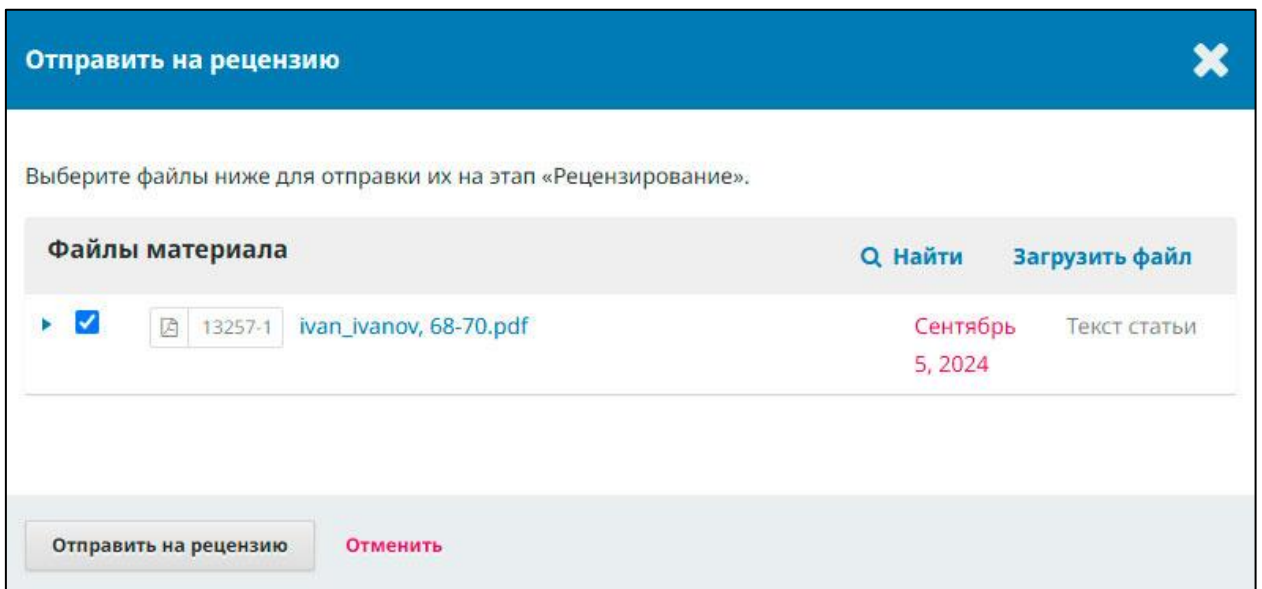 Отправить на рецензию
Выберите файлы ниже для отправки их на этап «Рецензирование».
Файлы материала Найти Загрузить файл
13257-1 ivan_ivanov, 68-70.pdf Сентябрь Текст статьи
5, 2024
Отправить на рецензию Отменить